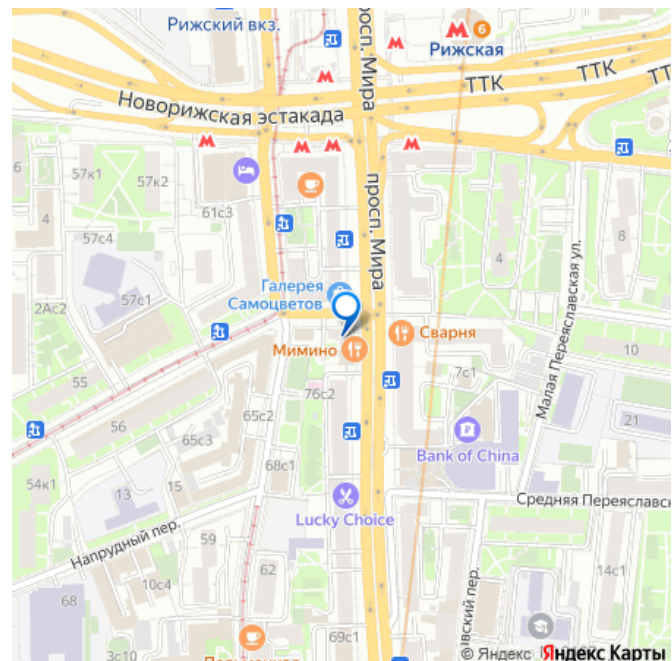 Рижский вкз.
просп. Мира
6
Рижская
ТТК
ТТК
Новорижская эстакада
6
57к1
57к2
4
61с3
57с4
просп. Мира
4
8
Малая Переяславская ул.
57с1
2Ас2
Галерея
Самоцветов
Сварня
Мимино
10
7с1
55
76с2
65с2
56
21
65с3
Bank of China
68с1
54к1
13
15
Lucky Choice
Средняя Переяславск
Напрудный пер.
59
62
10с4
14с1
68
69с1
3с10
вский пер.
© Яндекс
Яндекс Карты